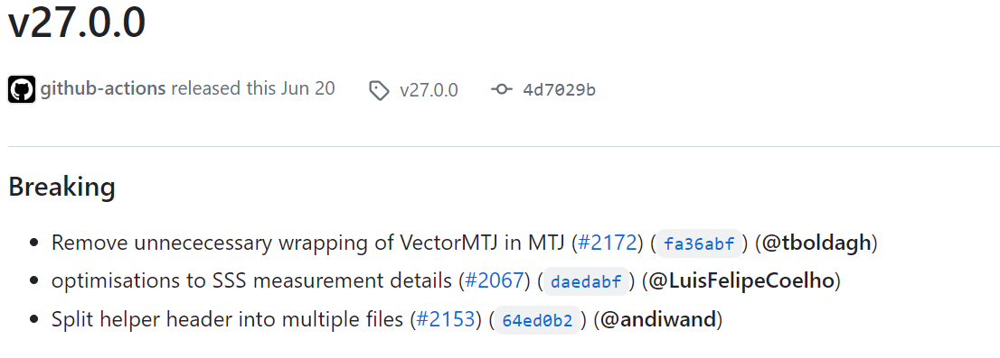 v27.0.0
github-actions released this Jun 20 v27.0.0 4d7029b
Breaking
• Remove unnececessary wrapping of VectorMTJ in MTJ (#2172) (fa36abf) (@tboldagh)
• optimisations to SSS measurement details (#2067) (daedabf) (@LuisFelipeCoelho)
• Split helper header into multiple files (#2153) (64ed0b2) (@andiwand)